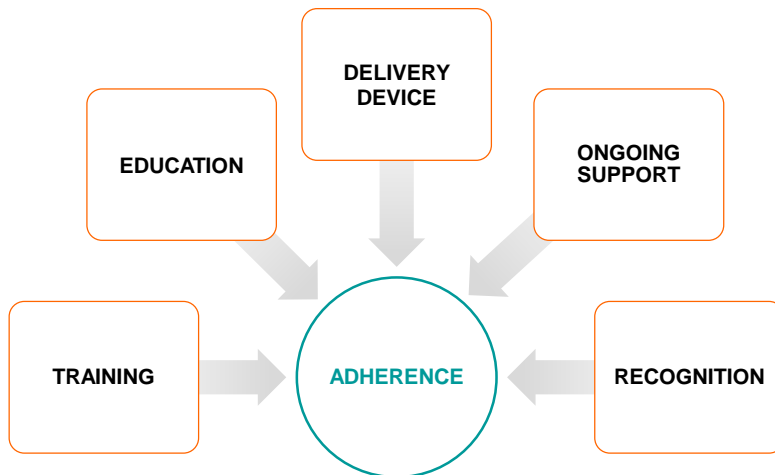 DELIVERY
DEVICE
EDUCATION
ONGOING
SUPPORT
TRAINING
ADHERENCE
RECOGNITION